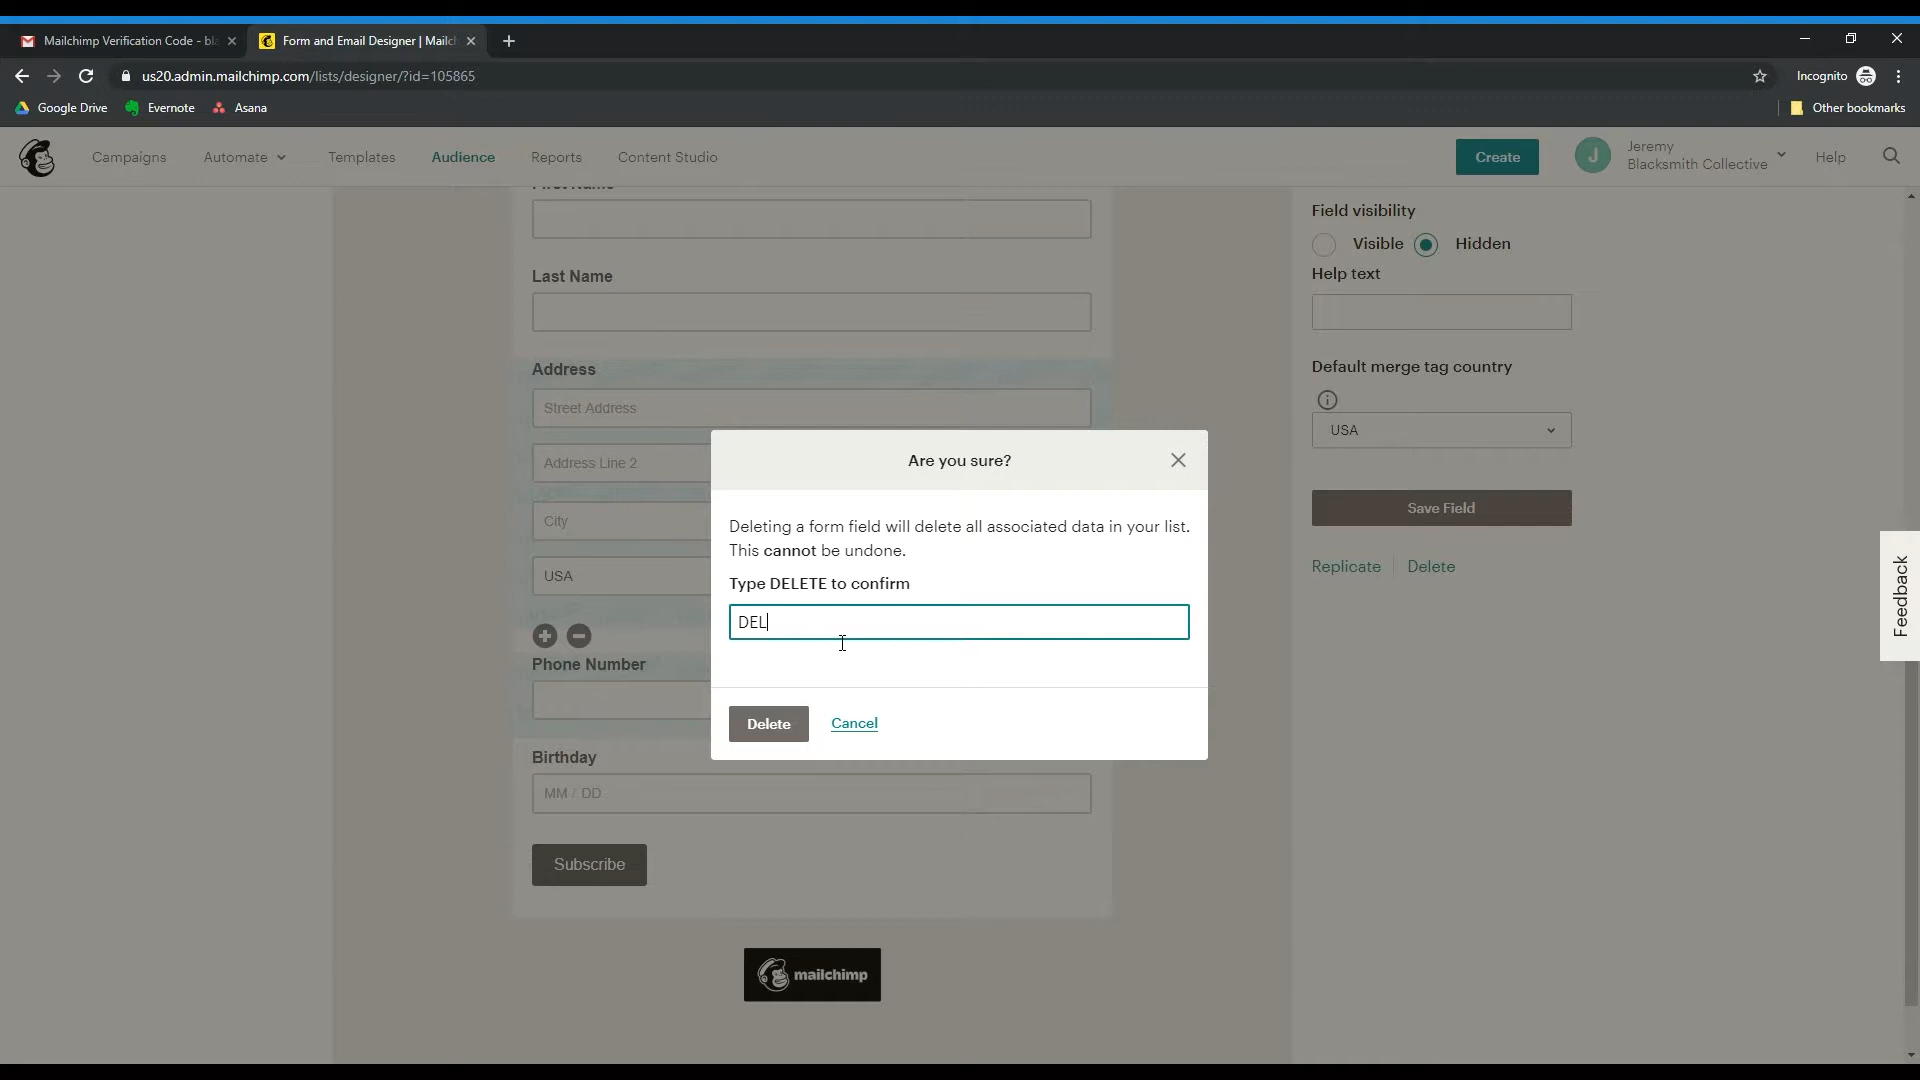 Mailchimp Verification Code - bla
Form and Email Designer | Mailch
us20.admin.mailchimp.com/lists/designer/?id=105865
Incognito
Google Drive
Evernote
Asana
Other bookmarks
Campaigns
Automate
Templates
Audience
Reports
Content Studio
Create
J
Jeremy
Blacksmith Collective
Help
First Name
Last Name
Address
Street Address
Address Line 2
City
USA
Phone Number
Birthday
MM / DD
Subscribe
mailchimp
Are you sure?
Deleting a form field will delete all associated data in your list.
This cannot be undone.
Type DELETE to confirm
DEL
Delete
Cancel
Field visibility
Visible
Hidden
Help text
Default merge tag country
USA
Save Field
Replicate
Delete
Feedback